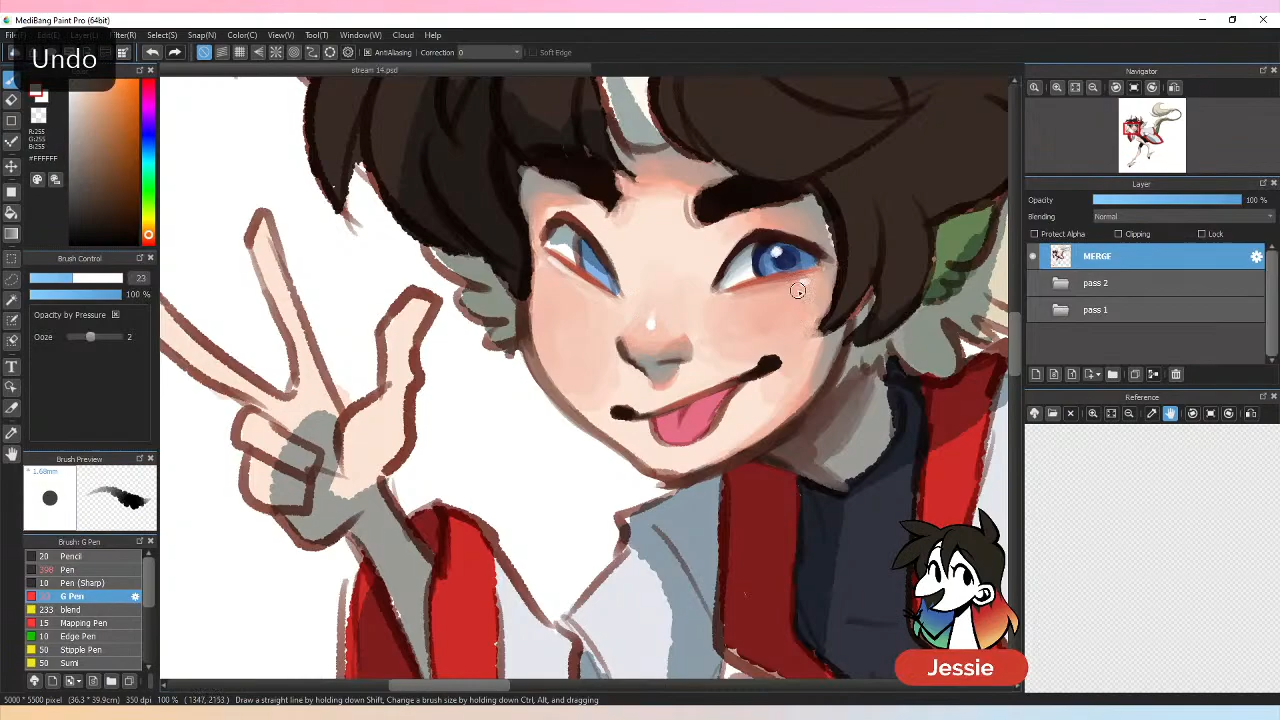 MediBang Paint Pro (64bit)
Undo
File
Filter(R) Select(S) Snap(N) Color(C) View(V) Tool(T) Window(W) Cloud Help
AntiAliasing Correction 0 Soft Edge
stream 14.psd
R:255
G:255
B:255
#FFFFFF
Brush Control
23
100 %
Opacity by Pressure
Ooze 2
Brush Preview
* 1.68mm
Brush: G Pen
20 Pencil
398 Pen
10 Pen (Sharp)
G Pen
233 blend
15 Mapping Pen
10 Edge Pen
50 Stipple Pen
50 Sumi
Navigator
Layer
Opacity 100 %
Blending Normal
Protect Alpha Clipping Lock
MERGE
pass 2
pass 1
Reference
Jessie
5000 * 5500 pixel (36.3 * 39.9cm) 350 dpi 100 % ( 1347, 2153 ) Draw a straight line by holding down Shift, Change a brush size by holding down Ctrl, Alt, and dragging